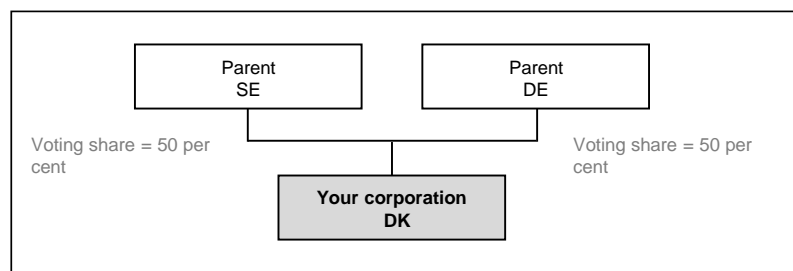 Parent
SE
Parent
DE
Voting share = 50 per
cent
Voting share = 50 per
cent
Your corporation
DK